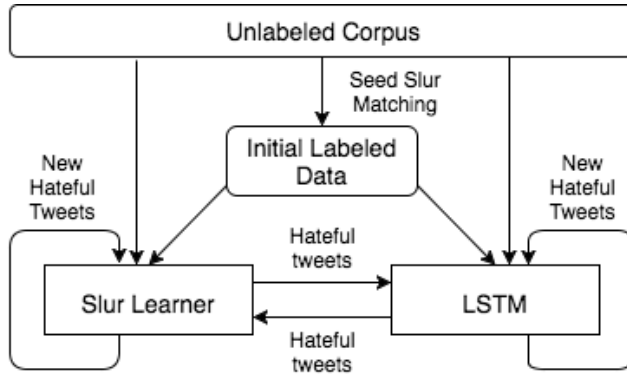 Unlabeled Corpus
Seed Slur
Matching
Initial Labeled
Data
New
Hateful
Tweets
New
Hateful
Tweets
Hateful
tweets
Slur Learner
LSTM
Hateful
tweets